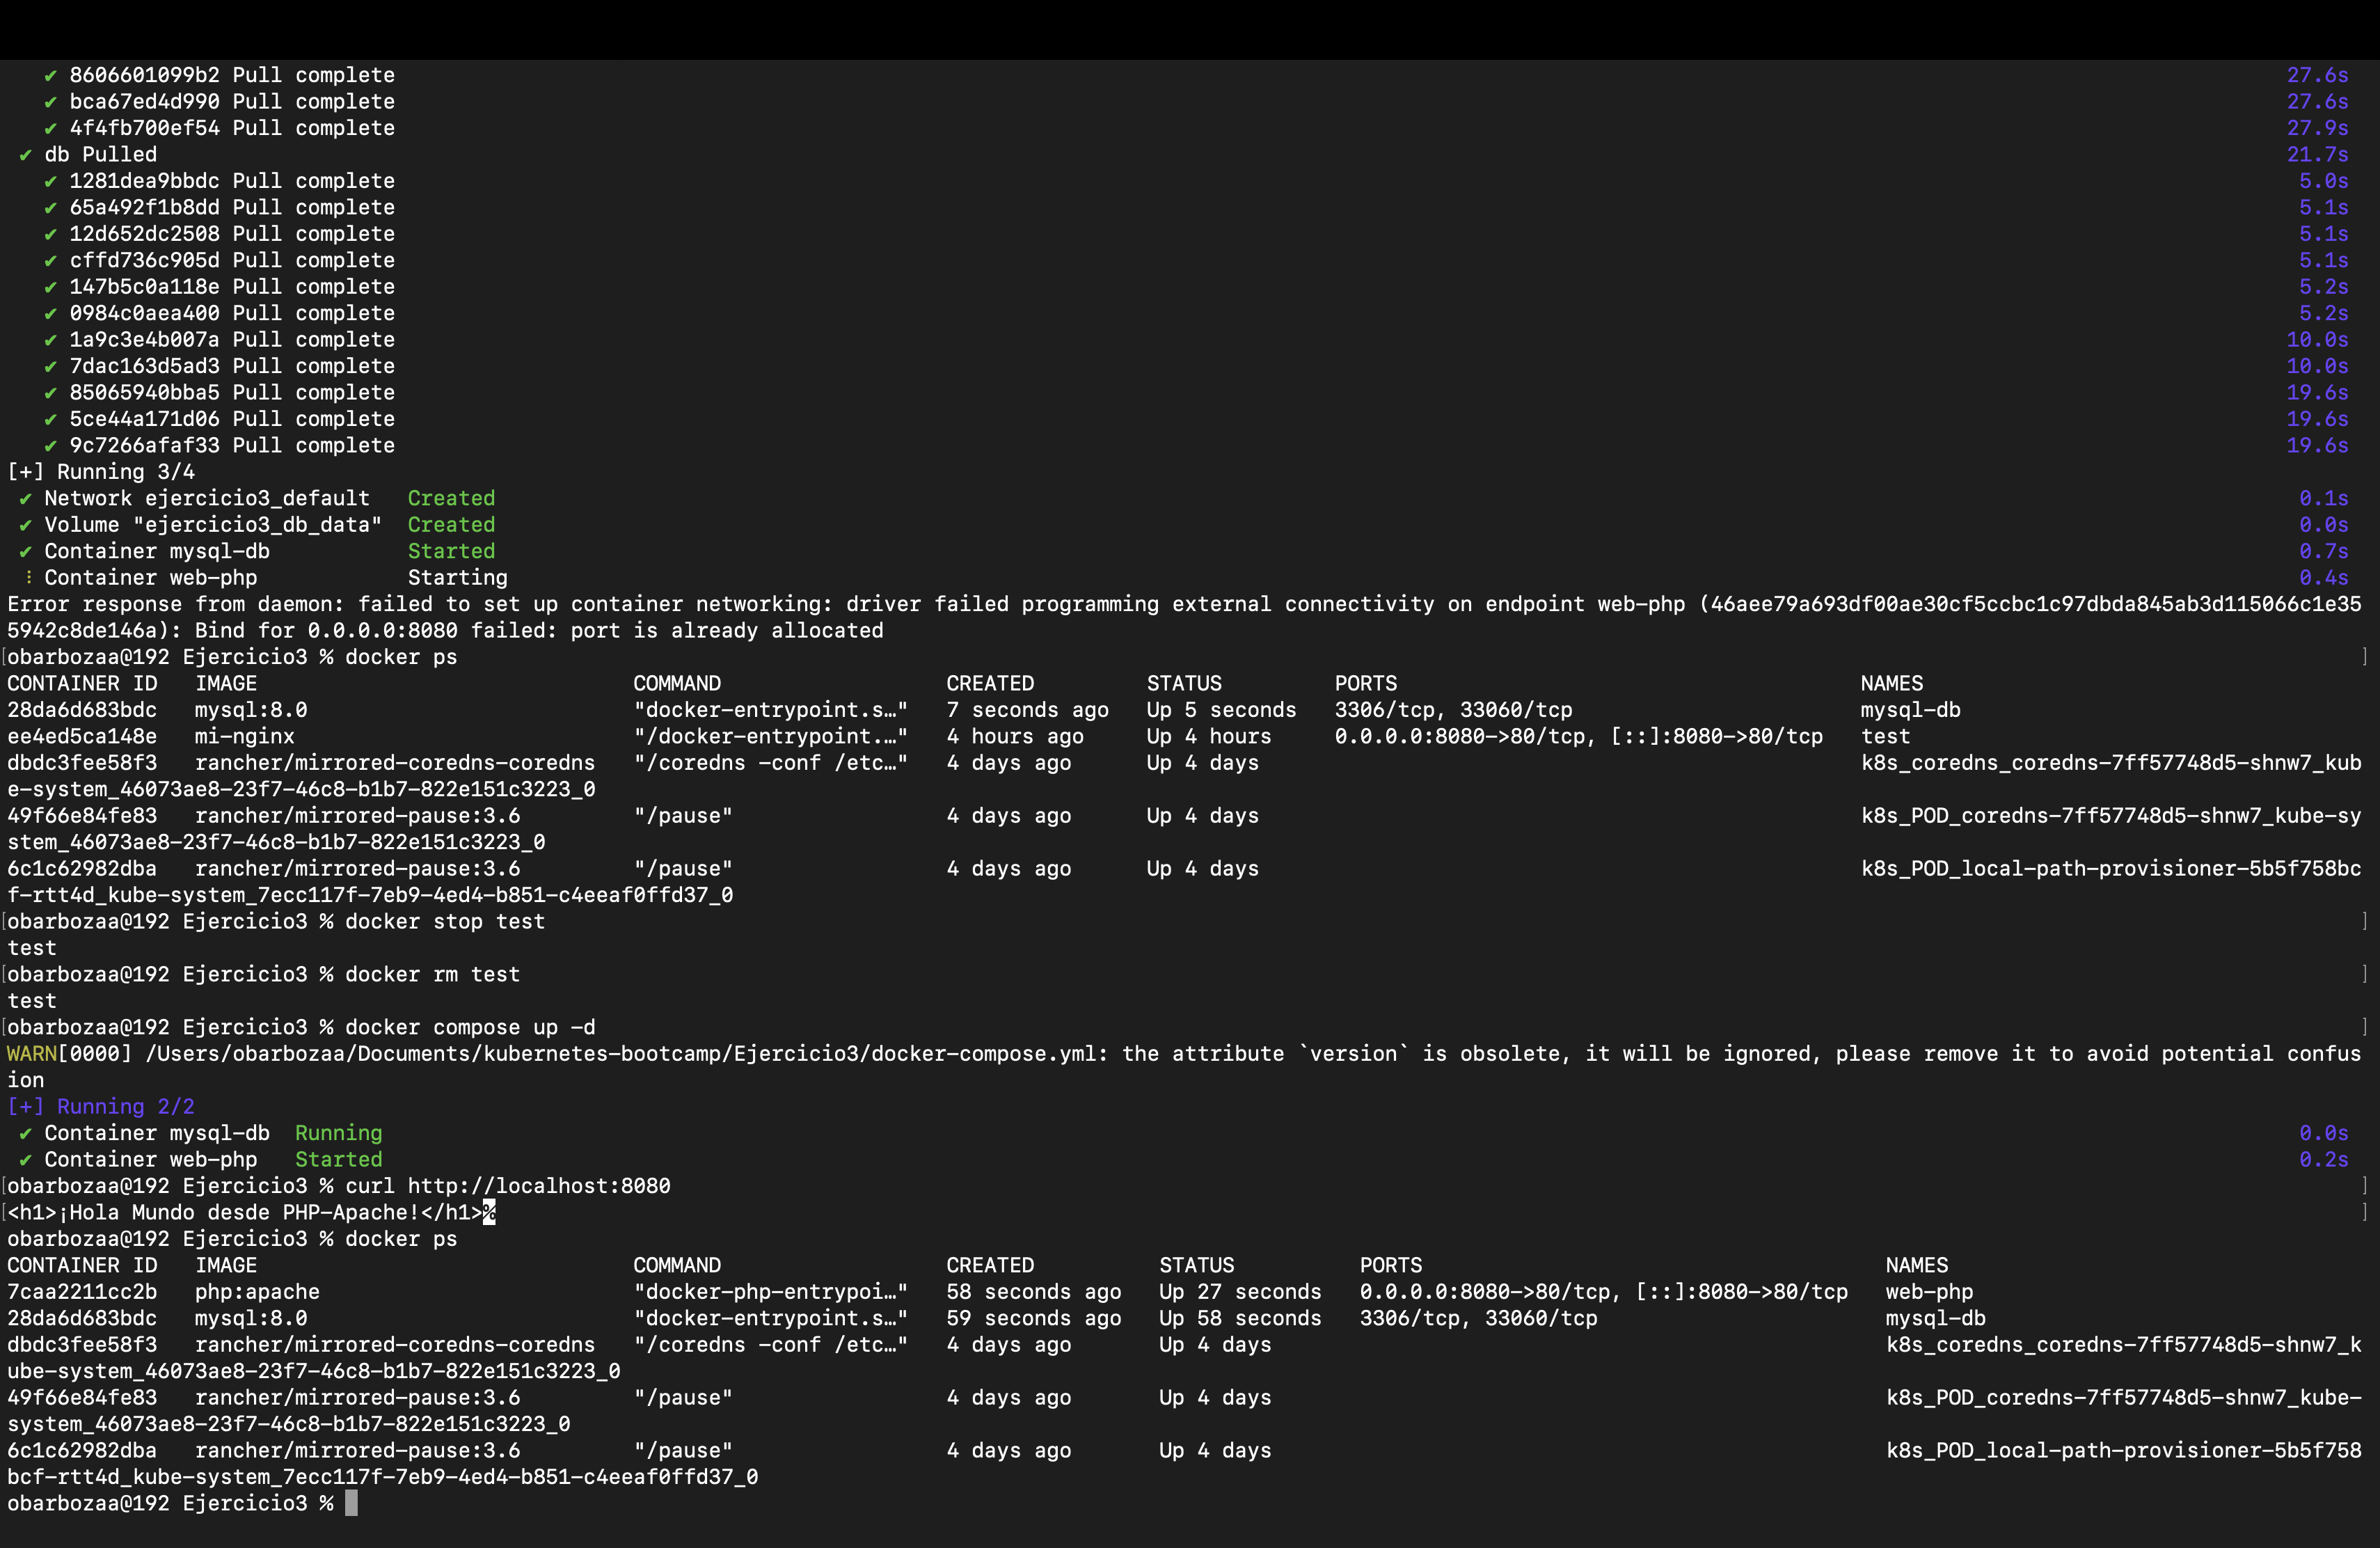 ✔ 8606601099b2 Pull complete 27.6s
✔ bca67ed4d990 Pull complete 27.6s
✔ 4f4fb700ef54 Pull complete 27.9s
✔ db Pulled 21.7s
✔ 1281dea9bbdc Pull complete 5.0s
✔ 65a492f1b8dd Pull complete 5.1s
✔ 12d652dc2508 Pull complete 5.1s
✔ cffd736c905d Pull complete 5.1s
✔ 147b5c0a118e Pull complete 5.2s
✔ 0984c0aea400 Pull complete 5.2s
✔ 1a9c3e4b007a Pull complete 10.0s
✔ 7dac163d5ad3 Pull complete 10.0s
✔ 85065940bba5 Pull complete 19.6s
✔ 5ce44a171d06 Pull complete 19.6s
✔ 9c7266afaf33 Pull complete 19.6s
[+] Running 3/4
✔ Network ejercicio3_default Created 0.1s
✔ Volume "ejercicio3_db_data" Created 0.0s
✔ Container mysql-db Started 0.7s
⠇ Container web-php Starting 0.4s
Error response from daemon: failed to set up container networking: driver failed programming external connectivity on endpoint web-php (46aee79a693df00ae30cf5ccbc1c97dbda845ab3d115066c1e35
5942c8de146a): Bind for 0.0.0.0:8080 failed: port is already allocated
[obarbozaa@192 Ejercicio3 % docker ps ]
CONTAINER ID IMAGE COMMAND CREATED STATUS PORTS NAMES
28da6d683bdc mysql:8.0 "docker-entrypoint.s…" 7 seconds ago Up 5 seconds 3306/tcp, 33060/tcp mysql-db
ee4ed5ca148e mi-nginx "/docker-entrypoint.…" 4 hours ago Up 4 hours 0.0.0.0:8080->80/tcp, [::]:8080->80/tcp test
dbdc3fee58f3 rancher/mirrored-coredns-coredns "/coredns -conf /etc…" 4 days ago Up 4 days k8s_coredns_coredns-7ff57748d5-shnw7_kub
e-system_46073ae8-23f7-46c8-b1b7-822e151c3223_0
49f66e84fe83 rancher/mirrored-pause:3.6 "/pause" 4 days ago Up 4 days k8s_POD_coredns-7ff57748d5-shnw7_kube-sy
stem_46073ae8-23f7-46c8-b1b7-822e151c3223_0
6c1c62982dba rancher/mirrored-pause:3.6 "/pause" 4 days ago Up 4 days k8s_POD_local-path-provisioner-5b5f758bc
f-rtt4d_kube-system_7ecc117f-7eb9-4ed4-b851-c4eeaf0ffd37_0
[obarbozaa@192 Ejercicio3 % docker stop test ]
test
[obarbozaa@192 Ejercicio3 % docker rm test ]
test
[obarbozaa@192 Ejercicio3 % docker compose up -d ]
WARN[0000] /Users/obarbozaa/Documents/kubernetes-bootcamp/Ejercicio3/docker-compose.yml: the attribute `version` is obsolete, it will be ignored, please remove it to avoid potential confus
ion
[+] Running 2/2
✔ Container mysql-db Running 0.0s
✔ Container web-php Started 0.2s
[obarbozaa@192 Ejercicio3 % curl http://localhost:8080 ]
[<h1>¡Hola Mundo desde PHP-Apache!</h1>% ]
obarbozaa@192 Ejercicio3 % docker ps
CONTAINER ID IMAGE COMMAND CREATED STATUS PORTS NAMES
7caa2211cc2b php:apache "docker-php-entrypoi…" 58 seconds ago Up 27 seconds 0.0.0.0:8080->80/tcp, [::]:8080->80/tcp web-php
28da6d683bdc mysql:8.0 "docker-entrypoint.s…" 59 seconds ago Up 58 seconds 3306/tcp, 33060/tcp mysql-db
dbdc3fee58f3 rancher/mirrored-coredns-coredns "/coredns -conf /etc…" 4 days ago Up 4 days k8s_coredns_coredns-7ff57748d5-shnw7_k
ube-system_46073ae8-23f7-46c8-b1b7-822e151c3223_0
49f66e84fe83 rancher/mirrored-pause:3.6 "/pause" 4 days ago Up 4 days k8s_POD_coredns-7ff57748d5-shnw7_kube-
system_46073ae8-23f7-46c8-b1b7-822e151c3223_0
6c1c62982dba rancher/mirrored-pause:3.6 "/pause" 4 days ago Up 4 days k8s_POD_local-path-provisioner-5b5f758
bcf-rtt4d_kube-system_7ecc117f-7eb9-4ed4-b851-c4eeaf0ffd37_0
obarbozaa@192 Ejercicio3 %